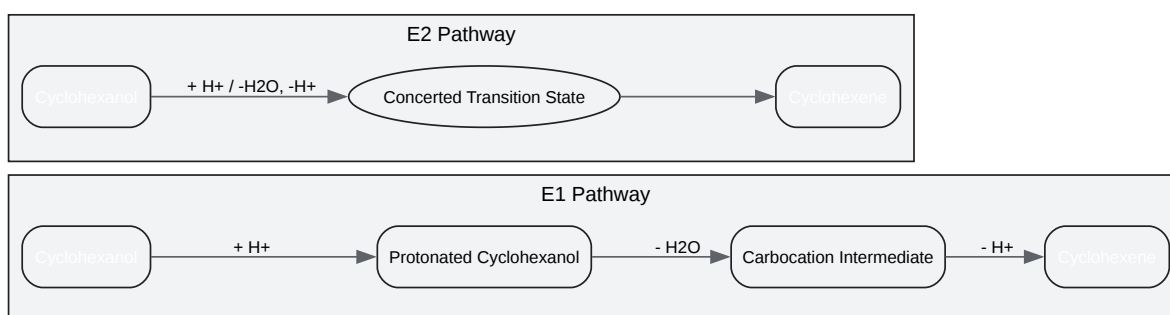 E2 Pathway
Cyclohexanol
+ H+ / -H2O, -H+
Concerted Transition State
Cyclohexene
E1 Pathway
Cyclohexanol
+ H+
Protonated Cyclohexanol
- H2O
Carbocation Intermediate
- H+
Cyclohexene